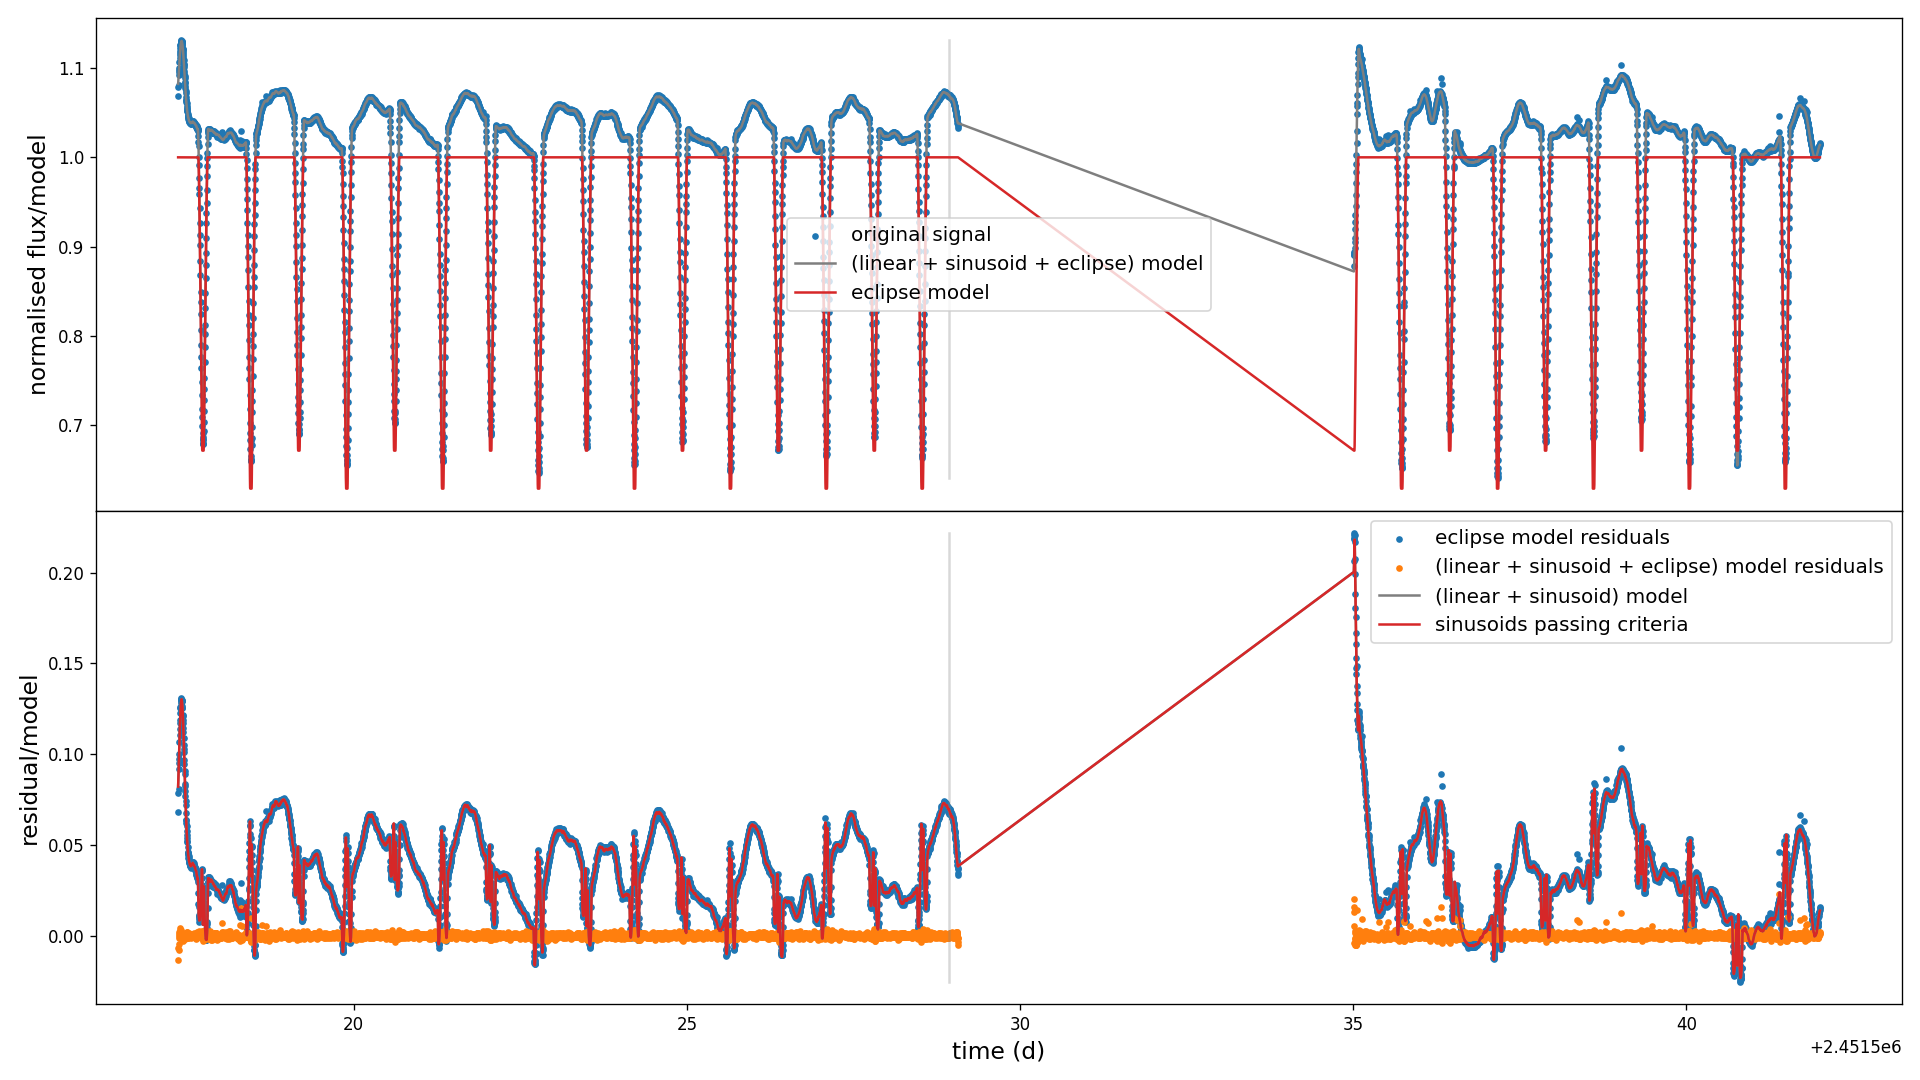 normalised flux/model
1.1
1.0
0.9
0.8
0.7
original signal
(linear + sinusoid + eclipse) model
eclipse model
residual/model
0.20
0.15
0.10
0.05
0.00
eclipse model residuals
(linear + sinusoid + eclipse) model residuals
(linear + sinusoid) model
sinusoids passing criteria
20
25
30
35
40
time (d)
+2.4515e6